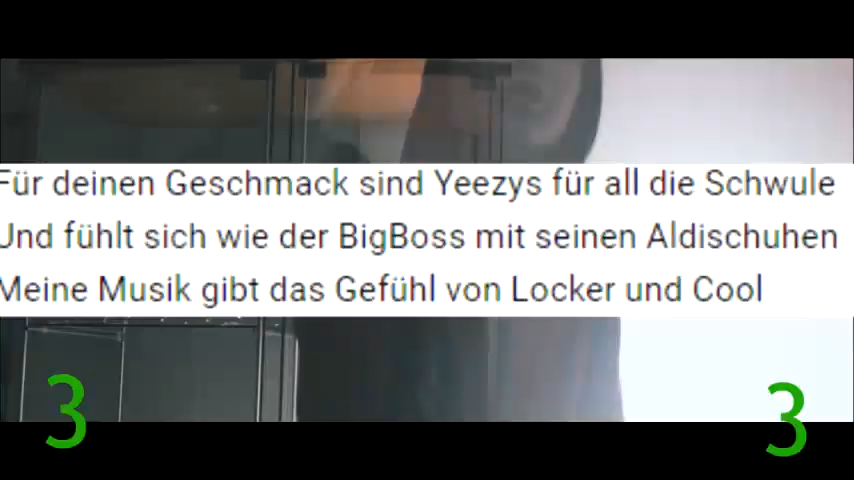 Für deinen Geschmack sind Yeezys für all die Schwule
Und fühlt sich wie der BigBoss mit seinen Aldischuhen
Meine Musik gibt das Gefühl von Locker und Cool
3 3